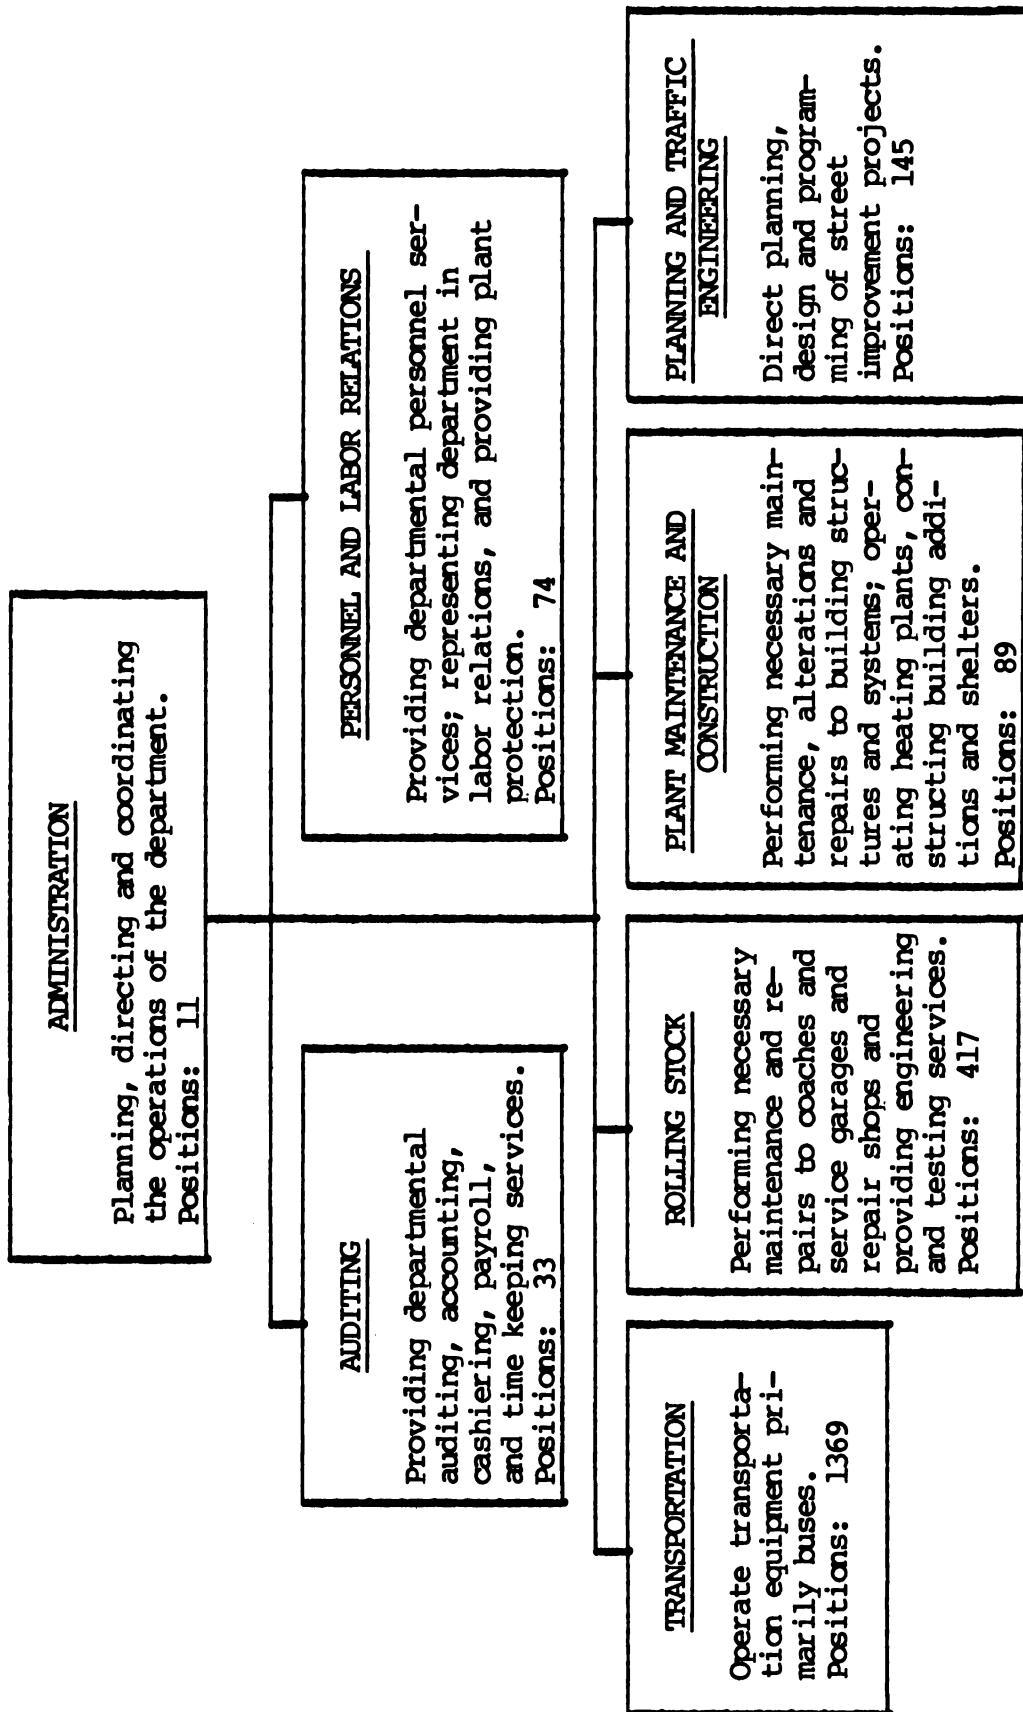 ADMINISTRATION
Planning, directing and coordinating
the operations of the department.
Positions: 11
AUDITING
Providing departmental
auditing, accounting,
cashiering, payroll,
and time keeping services.
Positions: 33
PERSONNEL AND LABOR RELATIONS
Providing departmental personnel ser-
vices; representing department in
labor relations, and providing plant
protection.
Positions: 74
TRANSPORTATION
Operate transporta-
tion equipment pri-
marily buses.
Positions: 1369
ROLLING STOCK
Performing necessary
maintenance and re-
pairs to coaches and
service garages and
repair shops and
providing engineering
and testing services.
Positions: 417
PLANT MAINTENANCE AND
CONSTRUCTION
Performing necessary main-
tenance, alterations and
repairs to building struc-
tures and systems; oper-
ating heating plants, con-
structing building addi-
tions and shelters.
Positions: 89
PLANNING AND TRAFFIC
ENGINEERING
Direct planning,
design and program-
ming of street
improvement projects.
Positions: 145